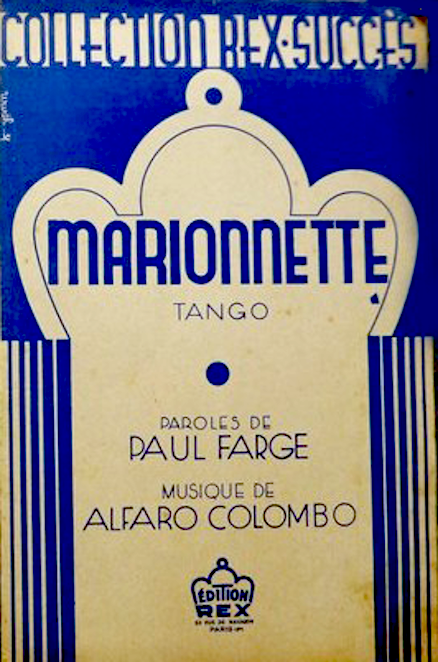 COLLECTION REX·SUCCÈS
MARIONNETTE
TANGO
PAROLES DE
PAUL FARGE
MUSIQUE DE
ALFARO COLOMBO
ÉDITION
REX
PARIS